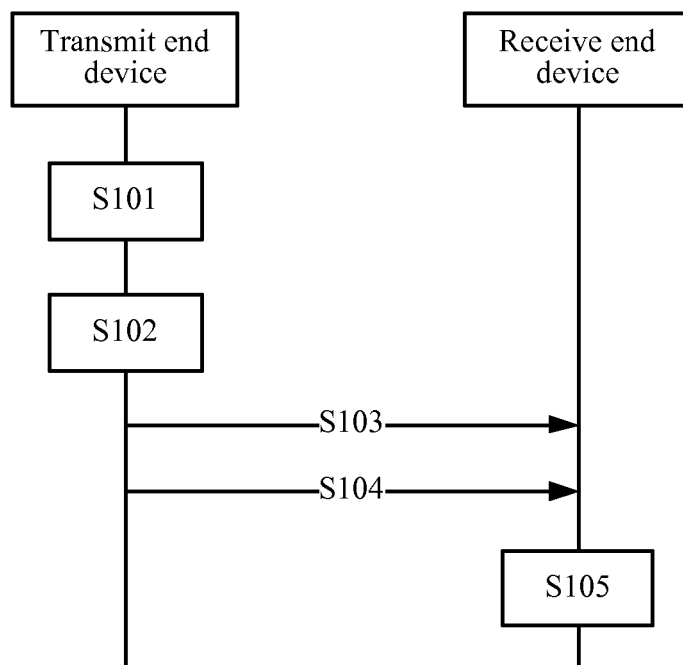 Transmit end
device
Receive end
device
S101
S102
S103
S104
S105